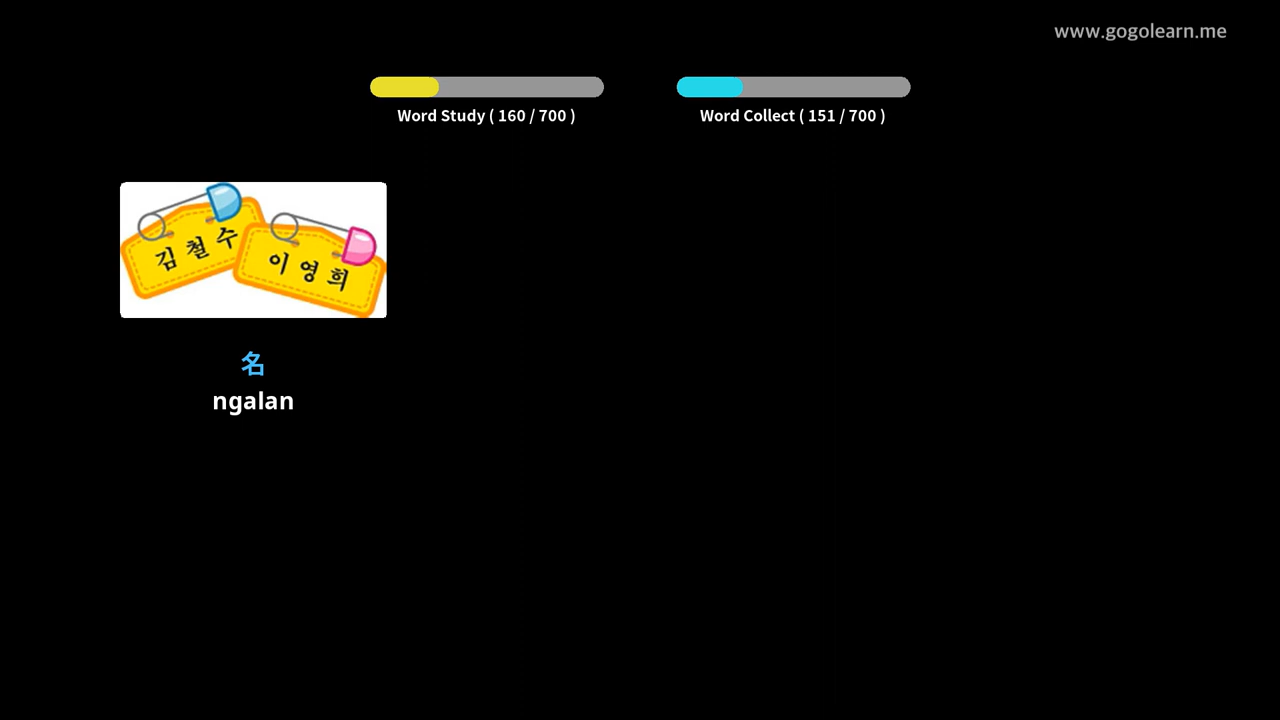 www.gogolearn.me
Word Study ( 160 / 700 )
Word Collect ( 151 / 700 )
김철수
이영희
名
ngalan